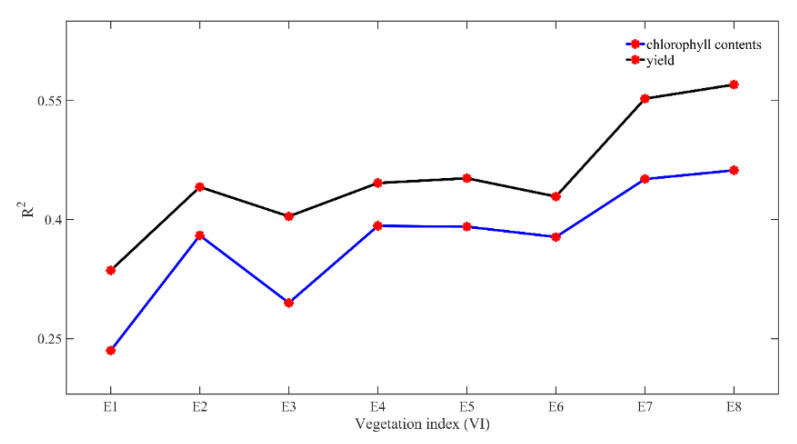 chlorophyll contents
yield
0.55
0.4
0.25
R²
E1 E2 E3 E4 E5 E6 E7 E8
Vegetation index (VI)